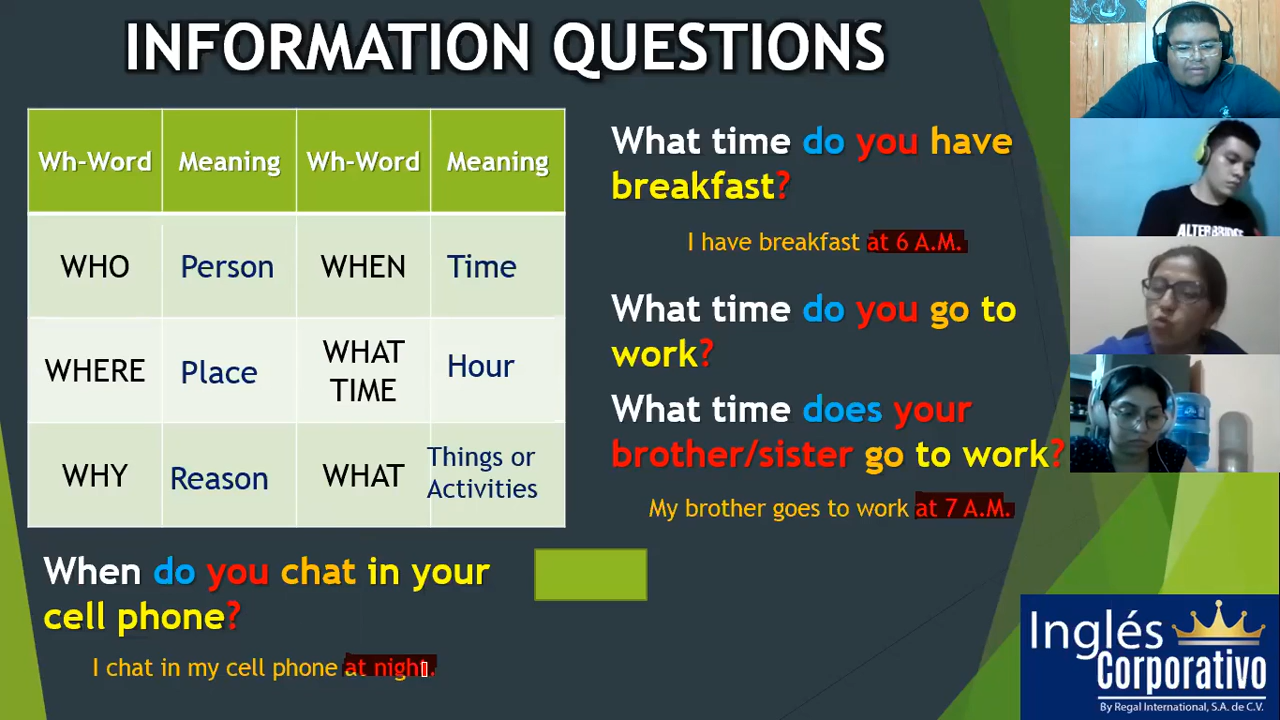 INFORMATION QUESTIONS
Wh-Word Meaning Wh-Word Meaning
WHO Person WHEN Time
WHERE Place WHAT TIME Hour
WHY Reason WHAT Things or Activities
What time do you have
breakfast?
I have breakfast at 6 A.M.
What time do you go to
work?
What time does your
brother/sister go to work?
My brother goes to work at 7 A.M.
When do you chat in your
cell phone?
I chat in my cell phone at night.
ALTER BRIDGE
Inglés
Corporativo
By Regal International, S.A. de C.V.